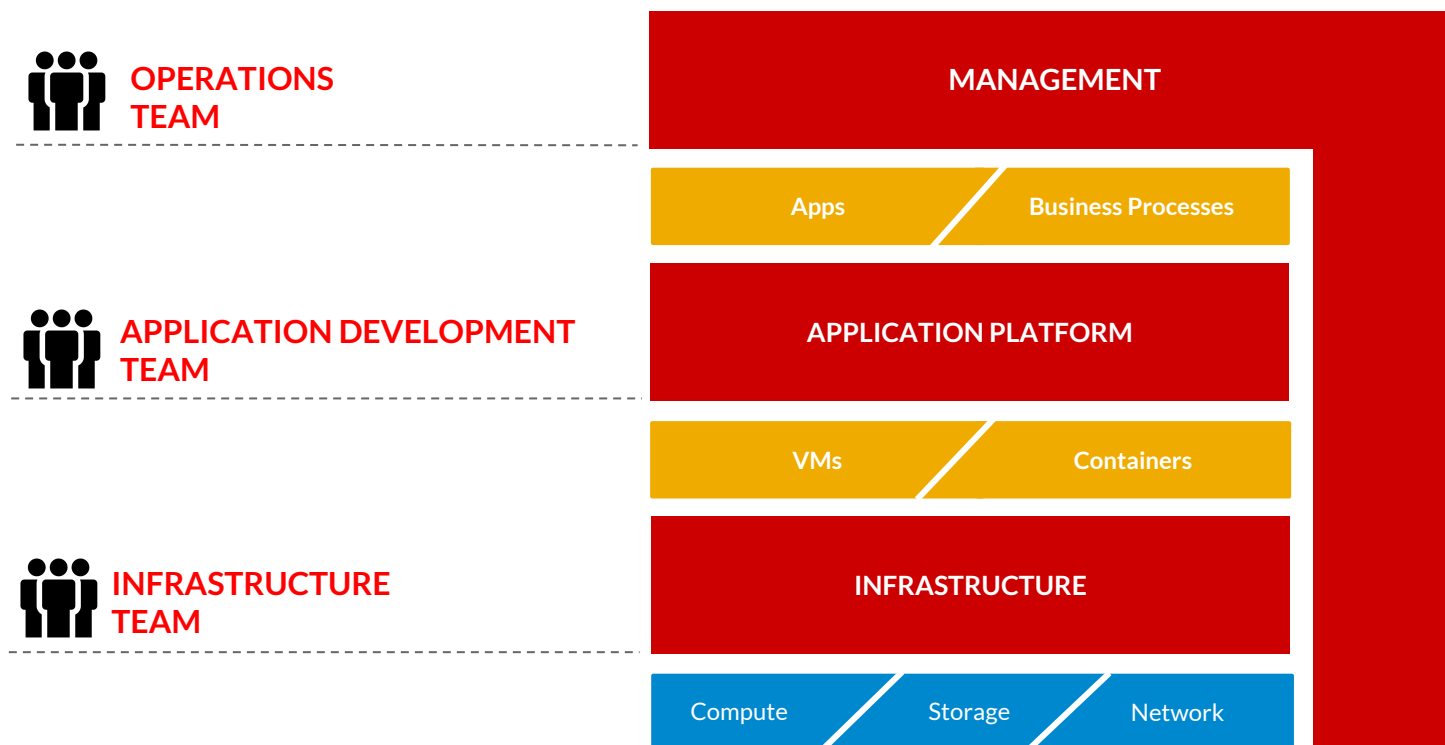 OPERATIONS
TEAM
MANAGEMENT
Apps
Business Processes
APPLICATION DEVELOPMENT
TEAM
APPLICATION PLATFORM
VMs
Containers
INFRASTRUCTURE
TEAM
INFRASTRUCTURE
Compute
Storage
Network